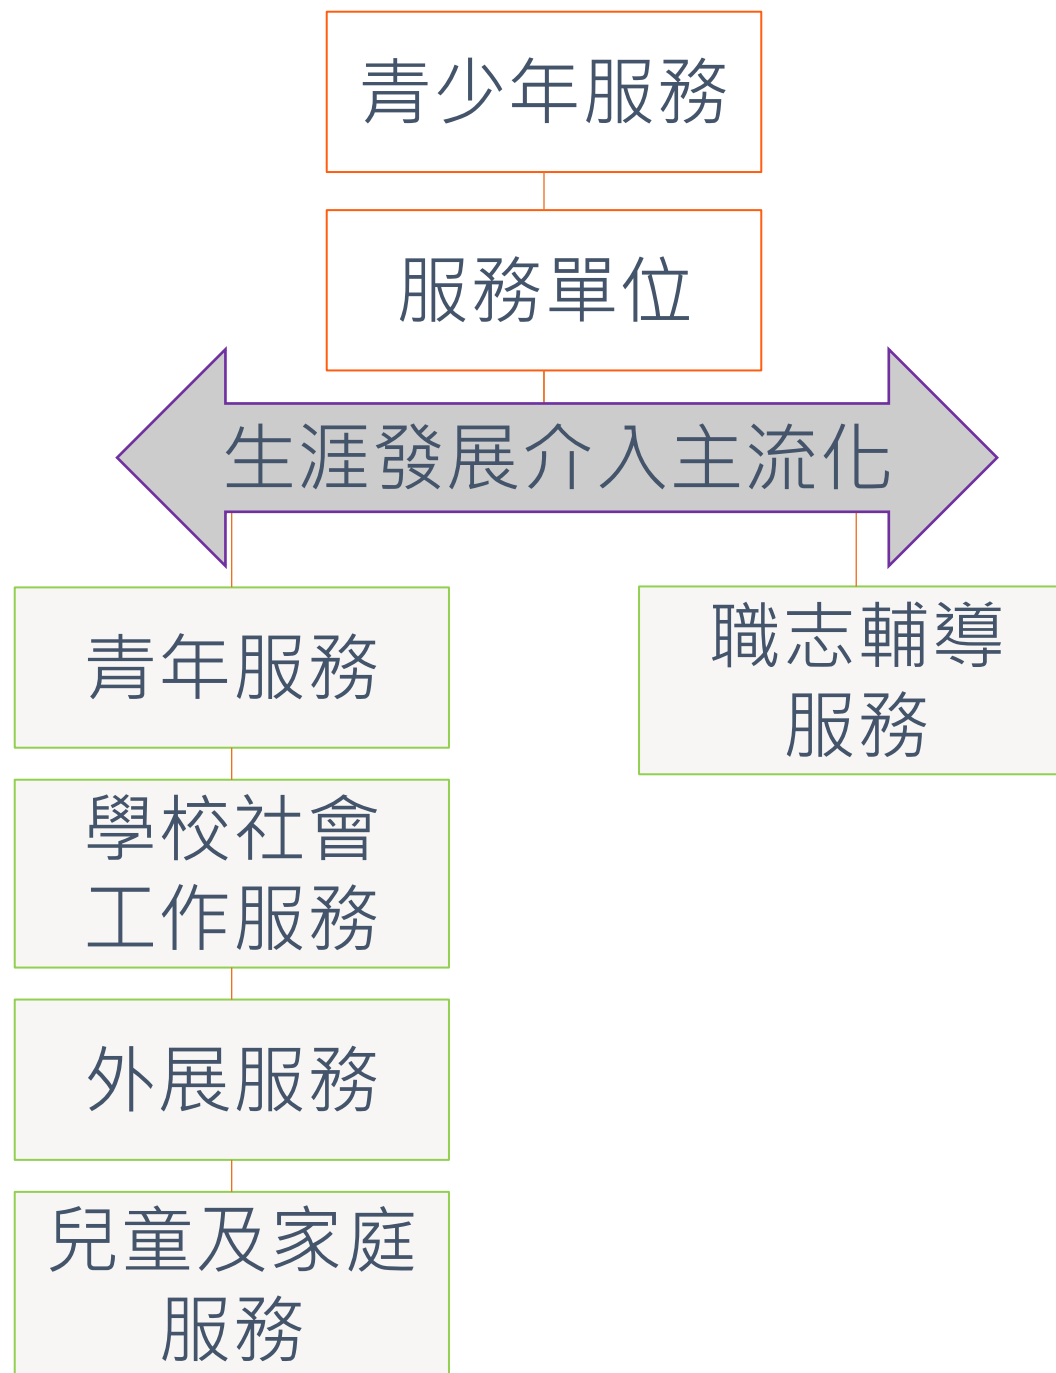 青少年服務
服務單位
生涯發展介入主流化
青年服務
學校社會
工作服務
外展服務
兒童及家庭
服務
職志輔導
服務